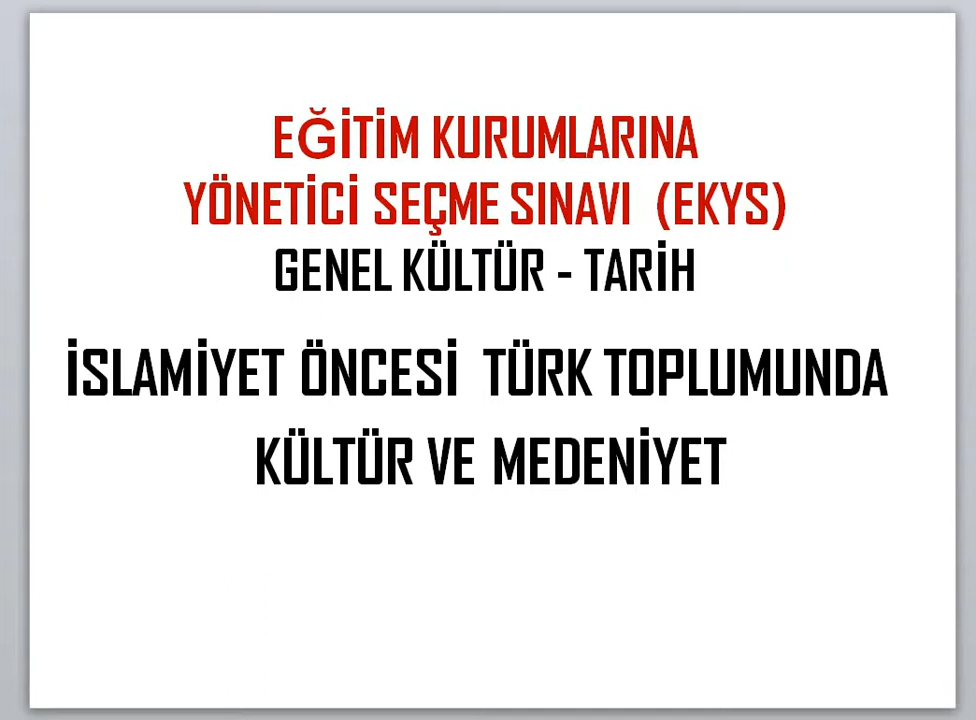 EĞİTİM KURUMLARINA
YÖNETİCİ SEÇME SINAVI (EKYS)
GENEL KÜLTÜR - TARİH
İSLAMİYET ÖNCESİ TÜRK TOPLUMUNDA
KÜLTÜR VE MEDENİYET